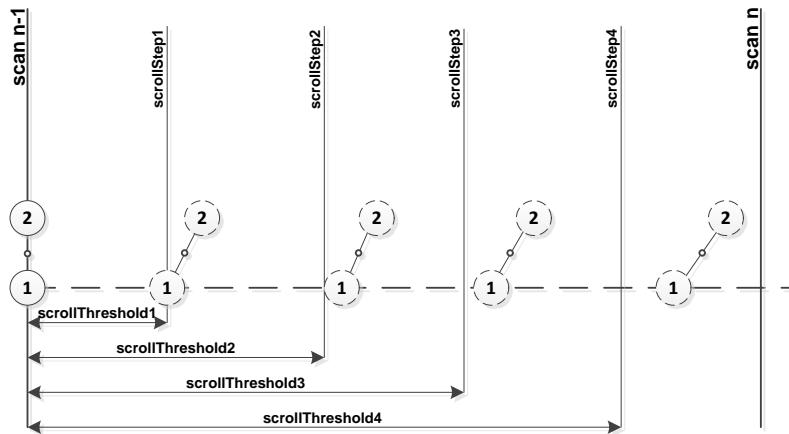 scan n-1
scrollStep1
scrollStep2
scrollStep3
scrollStep4
scan n
2
2
2
2
2
1
1
1
1
1
scrollThreshold1
scrollThreshold2
scrollThreshold3
scrollThreshold4